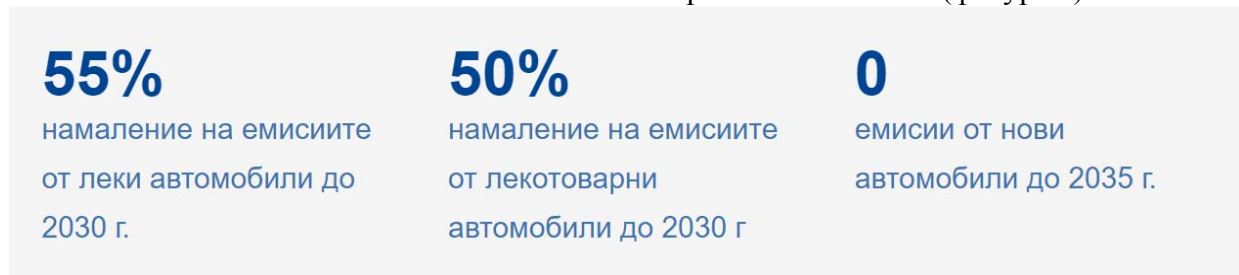 55%
намаление на емисиите
от леки автомобили до
2030 г.
50%
намаление на емисиите
от лекотоварни
автомобили до 2030 г
0
емисии от нови
автомобили до 2035 г.